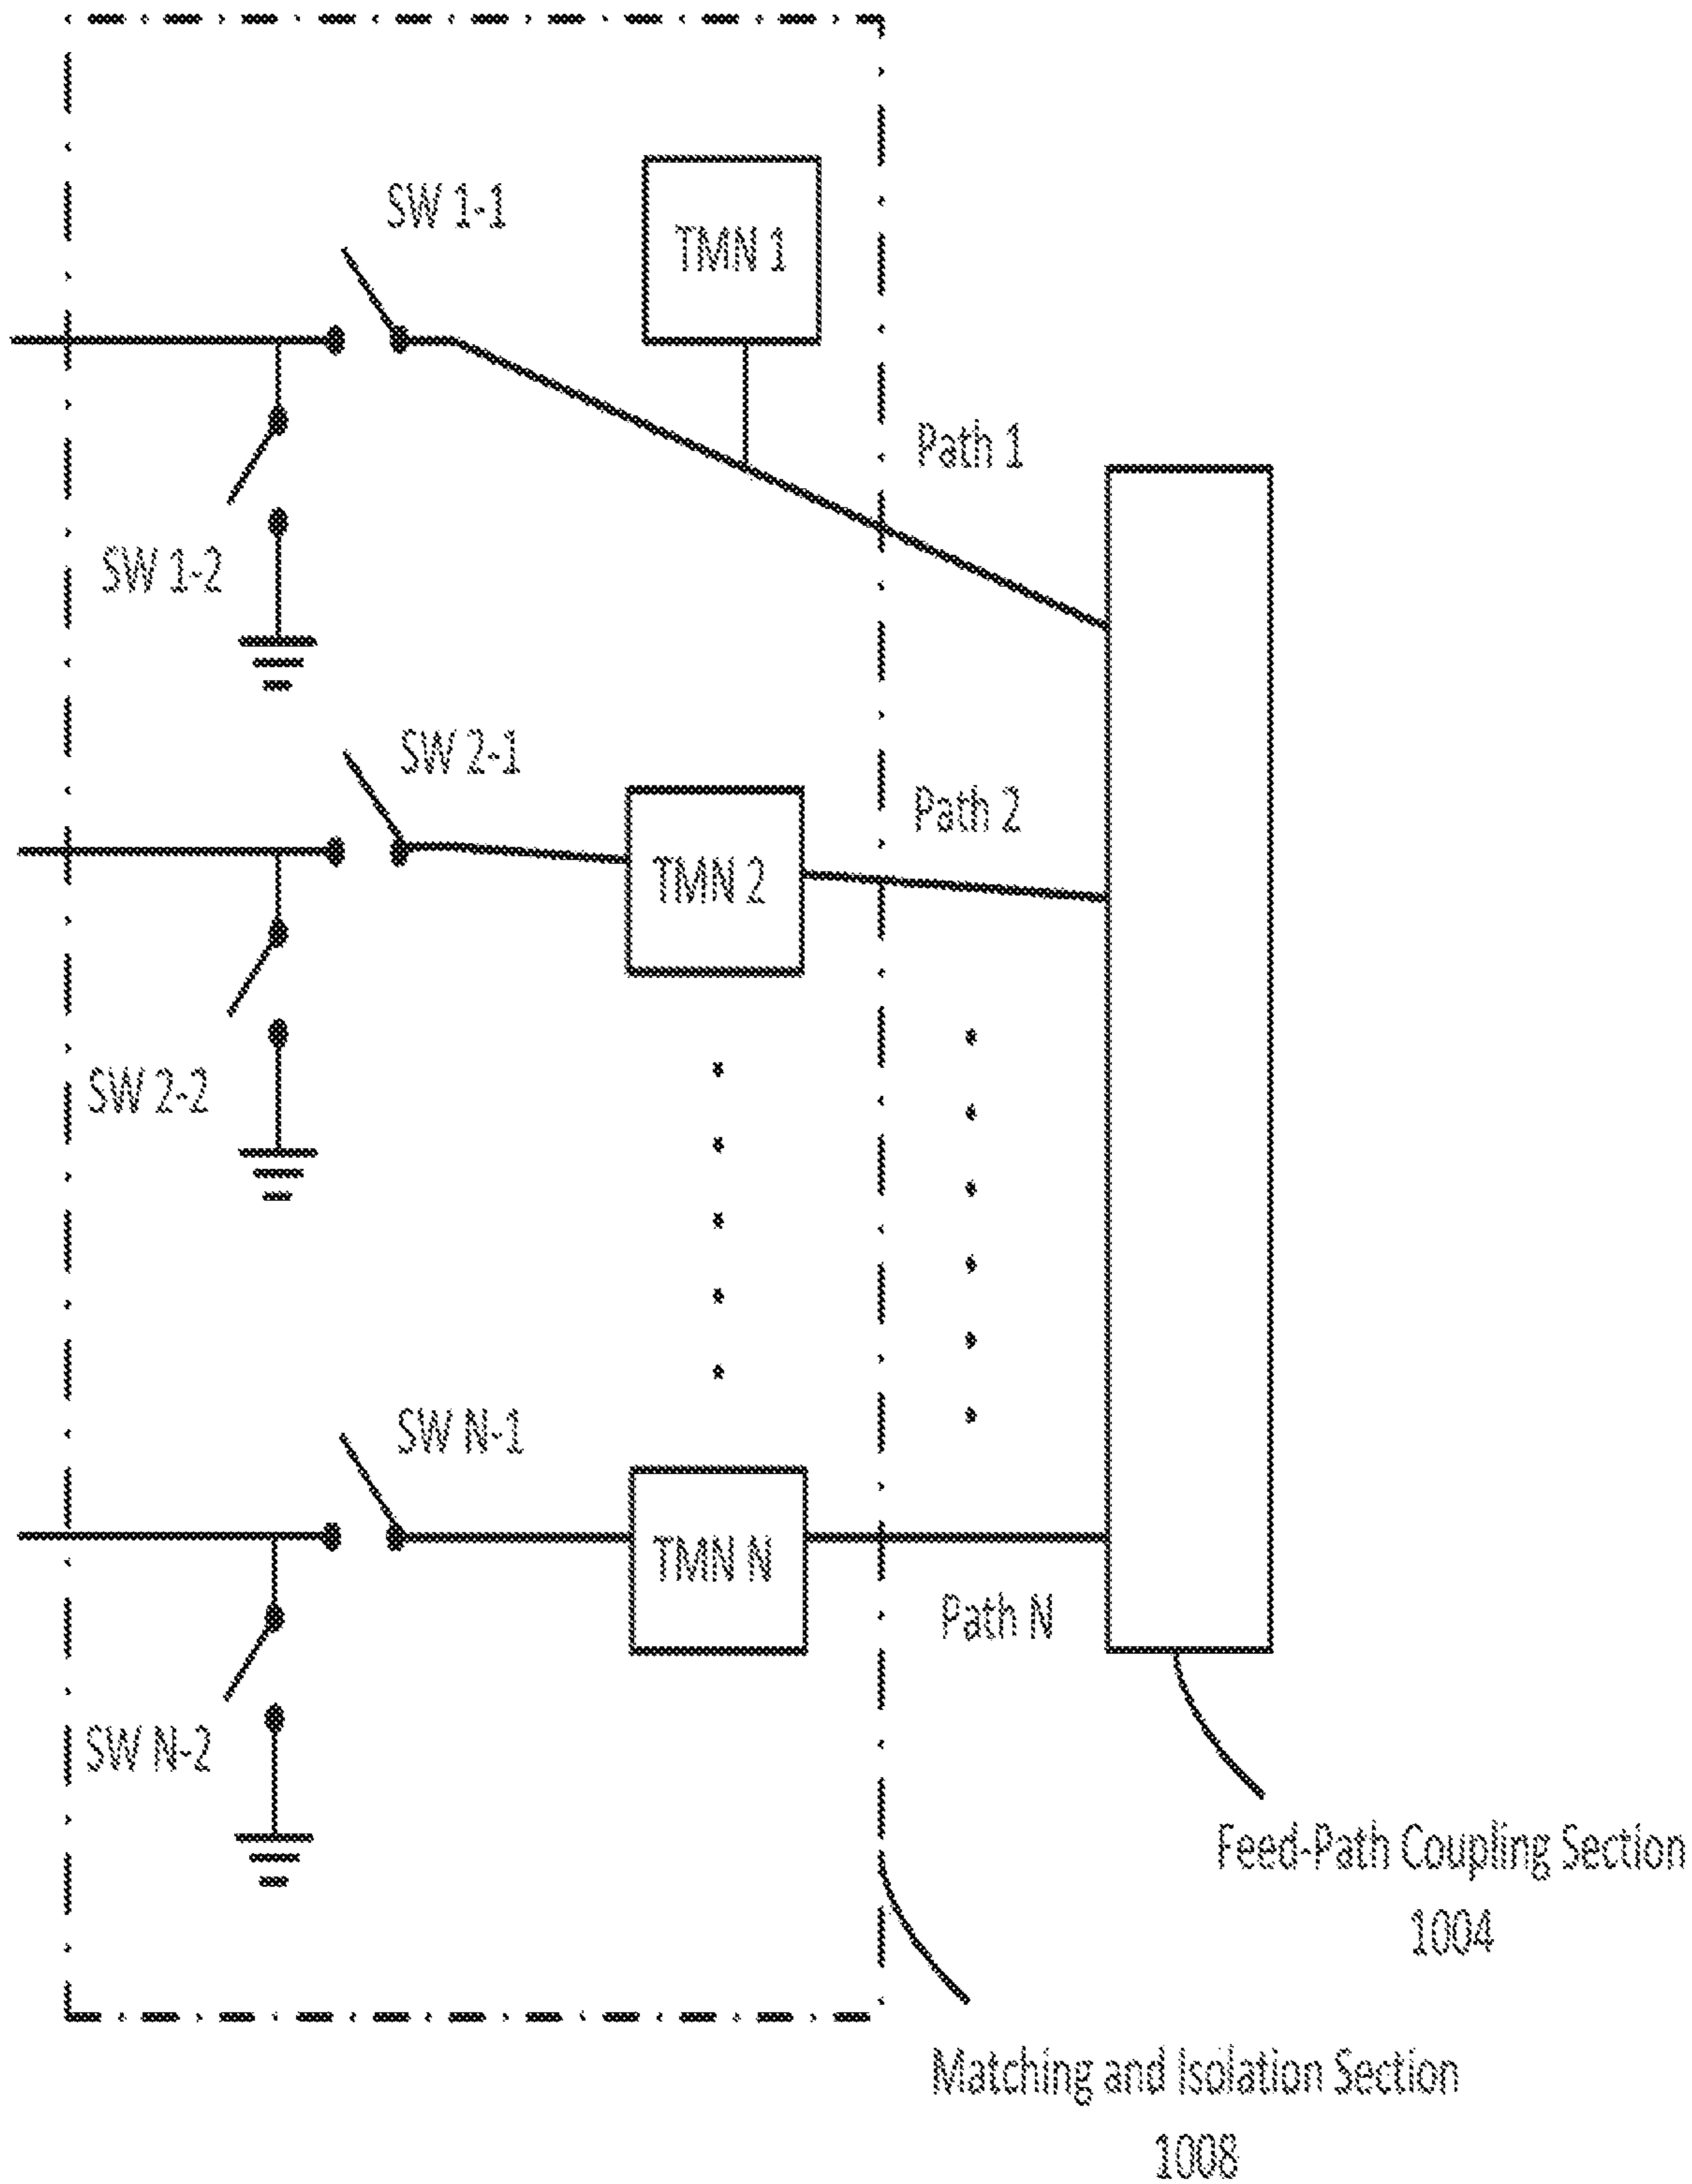 SW 1-1
TMN 1
Path 1
SW 1-2
SW 2-1
Path 2
TMN 2
SW 2-2
SW N-1
TMN N
Path N
SW N-2
Feed-Path Coupling Section
1004
Matching and Isolation Section
1008